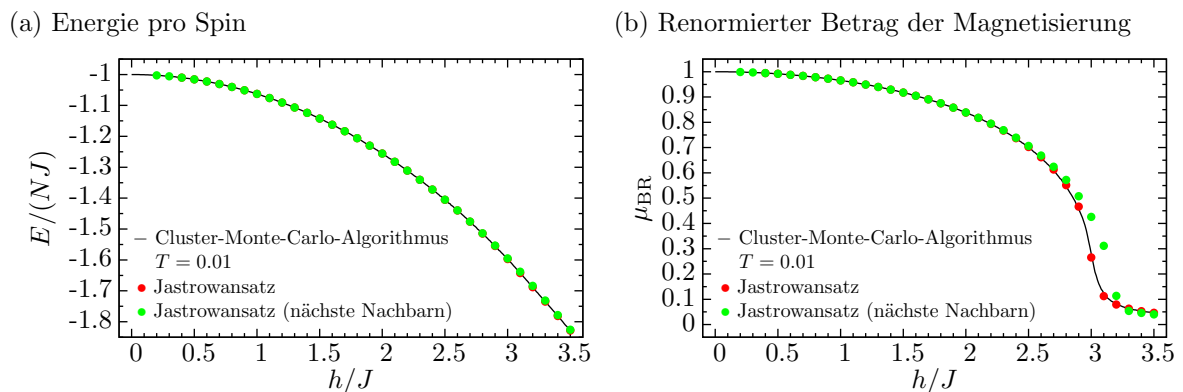 (a) Energie pro Spin
-1
-1.1
-1.2
-1.3
-1.4
-1.5
-1.6
-1.7
-1.8
E/(NJ)
– Cluster-Monte-Carlo-Algorithmus
T = 0.01
Jastrowansatz
Jastrowansatz (nächste Nachbarn)
0 0.5 1 1.5 2 2.5 3 3.5
h/J
(b) Renormierter Betrag der Magnetisierung
1
0.9
0.8
0.7
0.6
0.5
0.4
0.3
0.2
0.1
0
μBR
– Cluster-Monte-Carlo-Algorithmus
T = 0.01
Jastrowansatz
Jastrowansatz (nächste Nachbarn)
0 0.5 1 1.5 2 2.5 3 3.5
h/J